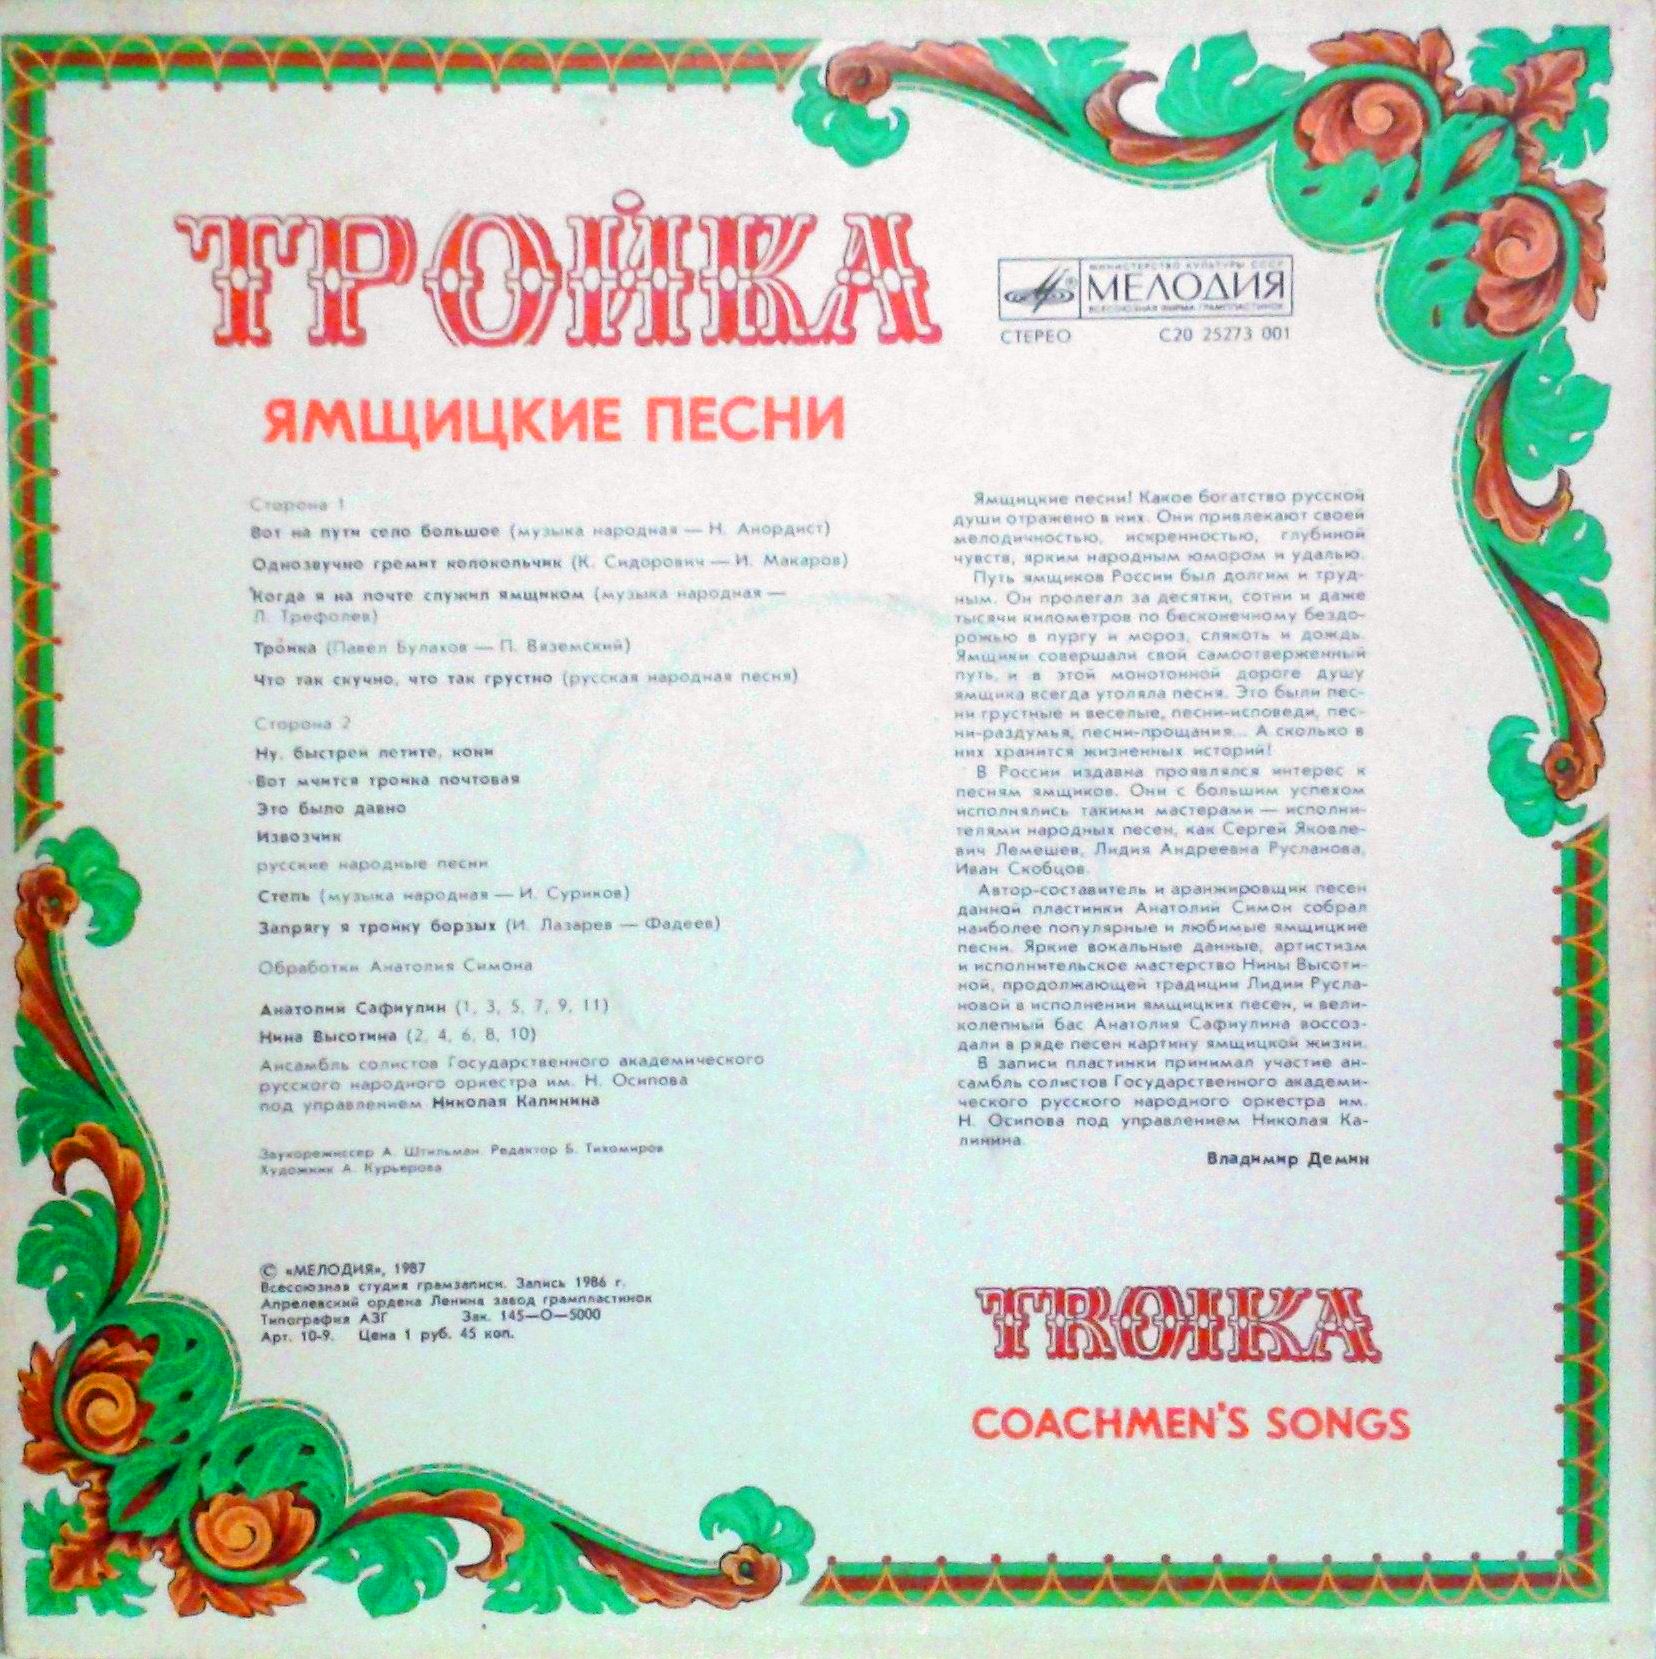 ТРОЙКА
ЯМЩИЦКИЕ ПЕСНИ
МИНИСТЕРСТВО КУЛЬТУРЫ СССР
МЕЛОДИЯ
ВСЕСОЮЗНАЯ ФИРМА ГРАМПЛАСТИНОК
СТЕРЕО С20 25273 001
Сторона 1
Вот на пути село большое (музыка народная — Н. Анордист)
Однозвучно гремит колокольчик (К. Сидорович — И. Макаров)
Когда я на почте служил ямщиком (музыка народная —
Л. Трефолев)
Тройка (Павел Булахов — П. Вяземский)
Что так скучно, что так грустно (русская народная песня)
Сторона 2
Ну, быстрей летите, кони
Вот мчится тройка почтовая
Это было давно
Извозчик
русские народные песни
Степь (музыка народная — И. Суриков)
Запрягу я тройку борзых (И. Лазарев — Фадеев)
Обработки Анатолия Симона
Анатолий Сафиулин (1, 3, 5, 7, 9, 11)
Нина Высотина (2, 4, 6, 8, 10)
Ансамбль солистов Государственного академического
русского народного оркестра им. Н. Осипова
под управлением Николая Калинина
Звукорежиссер А. Штильман. Редактор Б. Тихомиров
Художник А. Курьерова
© «МЕЛОДИЯ», 1987
Всесоюзная студия грамзаписи. Запись 1986 г.
Апрелевский ордена Ленина завод грампластинок
Типография АЗГ Зак. 145—О—5000
Арт. 10-9. Цена 1 руб. 45 коп.
Ямщицкие песни! Какое богатство русской
души отражено в них. Они привлекают своей
мелодичностью, искренностью, глубиной
чувств, ярким народным юмором и удалью.
Путь ямщиков России был долгим и труд-
ным. Он пролегал за десятки, сотни и даже
тысячи километров по бесконечному бездо-
рожью в пургу и мороз, слякоть и дождь.
Ямщики совершали свой самоотверженный
путь, и в этой монотонной дороге душу
ямщика всегда утоляла песня. Это были пес-
ни грустные и веселые, песни-исповеди, пес-
ни-раздумья, песни-прощания... А сколько в
них хранится жизненных историй!
В России издавна проявлялся интерес к
песням ямщиков. Они с большим успехом
исполнялись такими мастерами — исполни-
телями народных песен, как Сергей Яковле-
вич Лемешев, Лидия Андреевна Русланова,
Иван Скобцов.
Автор-составитель и аранжировщик песен
данной пластинки Анатолий Симон собрал
наиболее популярные и любимые ямщицкие
песни. Яркие вокальные данные, артистизм
и исполнительское мастерство Нины Высоти-
ной, продолжающей традиции Лидии Русла-
новой в исполнении ямщицких песен, и вели-
колепный бас Анатолия Сафиулина воссоз-
дали в ряде песен картину ямщицкой жизни.
В записи пластинки принимал участие ан-
самбль солистов Государственного академи-
ческого русского народного оркестра им.
Н. Осипова под управлением Николая Ка-
линина.
Владимир Демин
TROIKA
COACHMEN'S SONGS